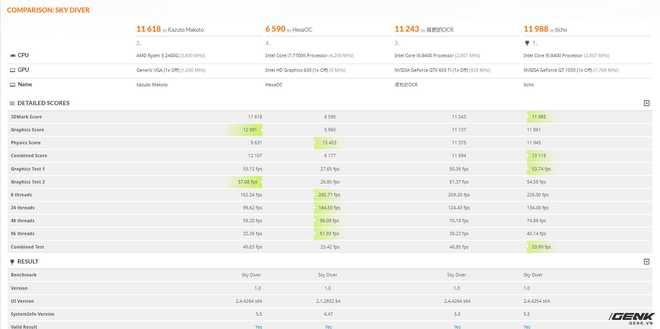 COMPARISON: SKY DIVER
11 618 by Kazuto Makoto
6 590 by HexaOC
11 243 by 减肥的OCR
11 988 by ticho
2.
4.
3.
1.
CPU
AMD Ryzen 5 2400G (3,600 MHz)
Intel Core i7-7700K Processor (4,200 MHz)
Intel Core i5-8400 Processor (2,807 MHz)
Intel Core i5-8400 Processor (2,807 MHz)
GPU
Generic VGA (1x Off) (1,240 MHz)
Intel HD Graphics 630 (1x Off) (0 MHz)
NVIDIA GeForce GTX 650 Ti (1x Off) (928 MHz)
NVIDIA GeForce GT 1030 (1x Off) (1,709 MHz)
Name
Kazuto Makoto
HexaOC
减肥的OCR
ticho
DETAILED SCORES
3DMark Score 11 618 6 590 11 243 11 988
Graphics Score 12 051 5 960 11 137 11 861
Physics Score 9 631 15 453 11 375 11 945
Combined Score 12 107 6 177 11 894 13 118
Graphics Test 1 53.12 fps 27.65 fps 50.36 fps 53.74 fps
Graphics Test 2 57.08 fps 26.80 fps 51.37 fps 54.58 fps
8 threads 162.34 fps 265.71 fps 209.20 fps 226.00 fps
24 threads 99.62 fps 164.50 fps 124.43 fps 134.08 fps
48 threads 59.20 fps 96.09 fps 70.18 fps 74.86 fps
96 threads 32.36 fps 51.93 fps 38.23 fps 40.14 fps
Combined Test 49.83 fps 25.42 fps 48.95 fps 53.99 fps
RESULT
Benchmark Sky Diver Sky Diver Sky Diver Sky Diver
Version 1.0 1.0 1.0 1.0
UI Version 2.4.4264 s64 2.1.2852 64 2.4.4264 s64 2.4.4254 s64
SystemInfo Version 5.5 4.47 5.5 5.5
Valid Result Yes Yes Yes Yes
GENK
GENK.VN